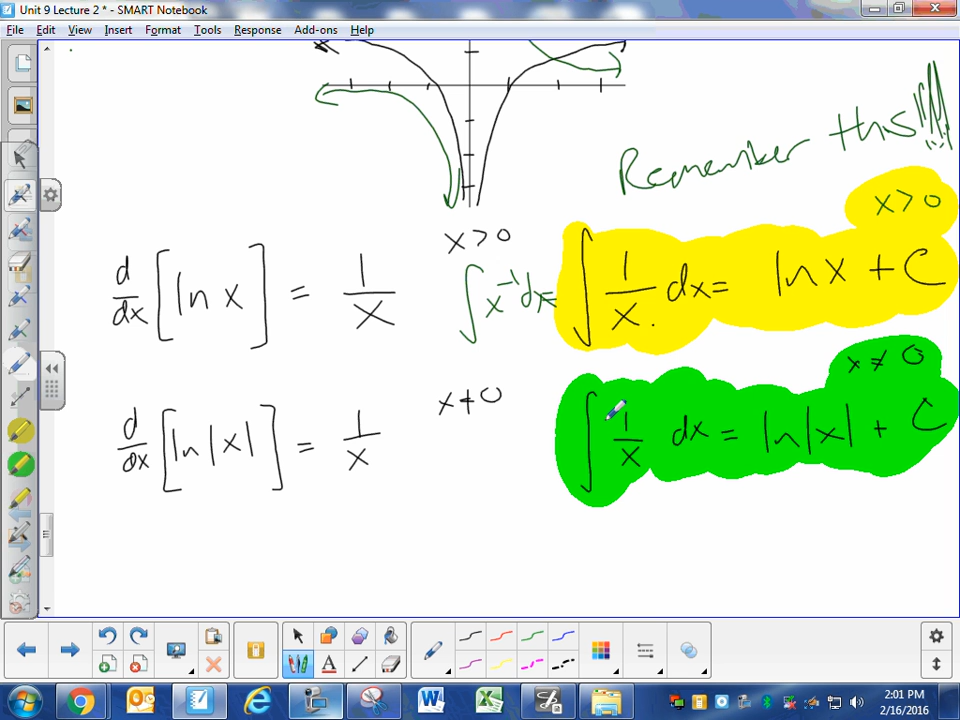 Unit 9 Lecture 2 * - SMART Notebook
File Edit View Insert Format Tools Response Add-ons Help
Remember this!!!!!
x > 0
x > 0
d/dx [ln x] = 1/x
∫ x⁻¹ dx =
∫ 1/x dx = ln x + C
x ≠ 0
x ≠ 0
d/dx [ln|x|] = 1/x
∫ 1/x dx = ln|x| + C
2:01 PM
2/16/2016